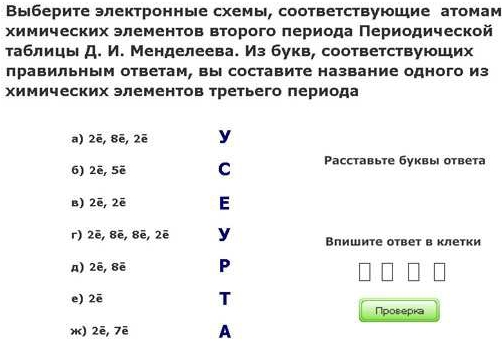 Выберите электронные схемы, соответствующие атомам
химических элементов второго периода Периодической
таблицы Д. И. Менделеева. Из букв, соответствующих
правильным ответам, вы составите название одного из
химических элементов третьего периода
а) 2ē, 8ē, 2ē У
б) 2ē, 5ē С
в) 2ē, 2ē Е
г) 2ē, 8ē, 8ē, 2ē У
д) 2ē, 8ē Р
е) 2ē Т
ж) 2ē, 7ē А
Расставьте буквы ответа
Впишите ответ в клетки
Проверка